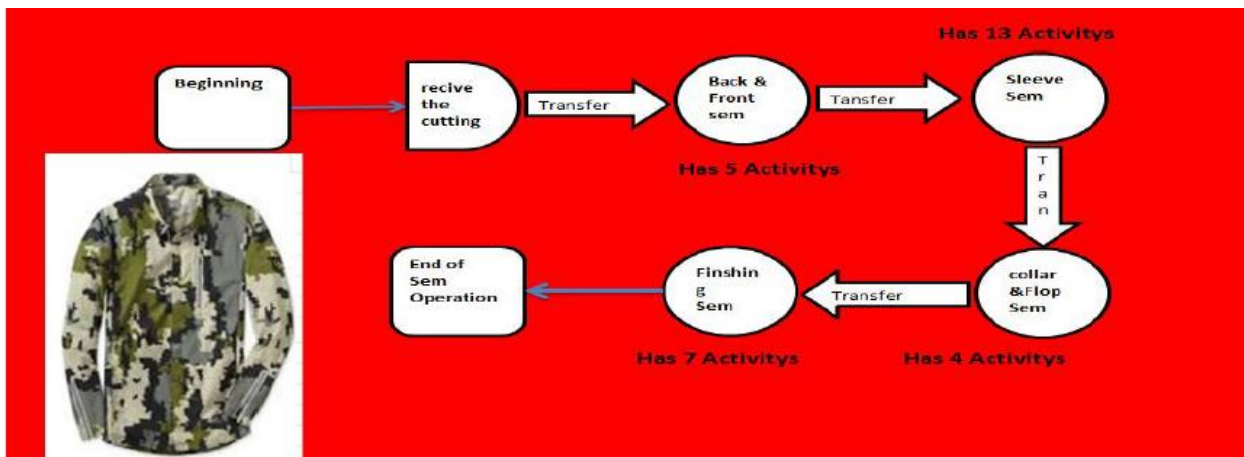 Has 13 Activitys
Beginning
recive
the
cutting
Transfer
Back &
Front
sem
Tansfer
Sleeve
Sem
Has 5 Activitys
T
r
a
n
End of
Sem
Operation
Finshin
g
Sem
Transfer
collar
&Flop
Sem
Has 7 Activitys
Has 4 Activitys